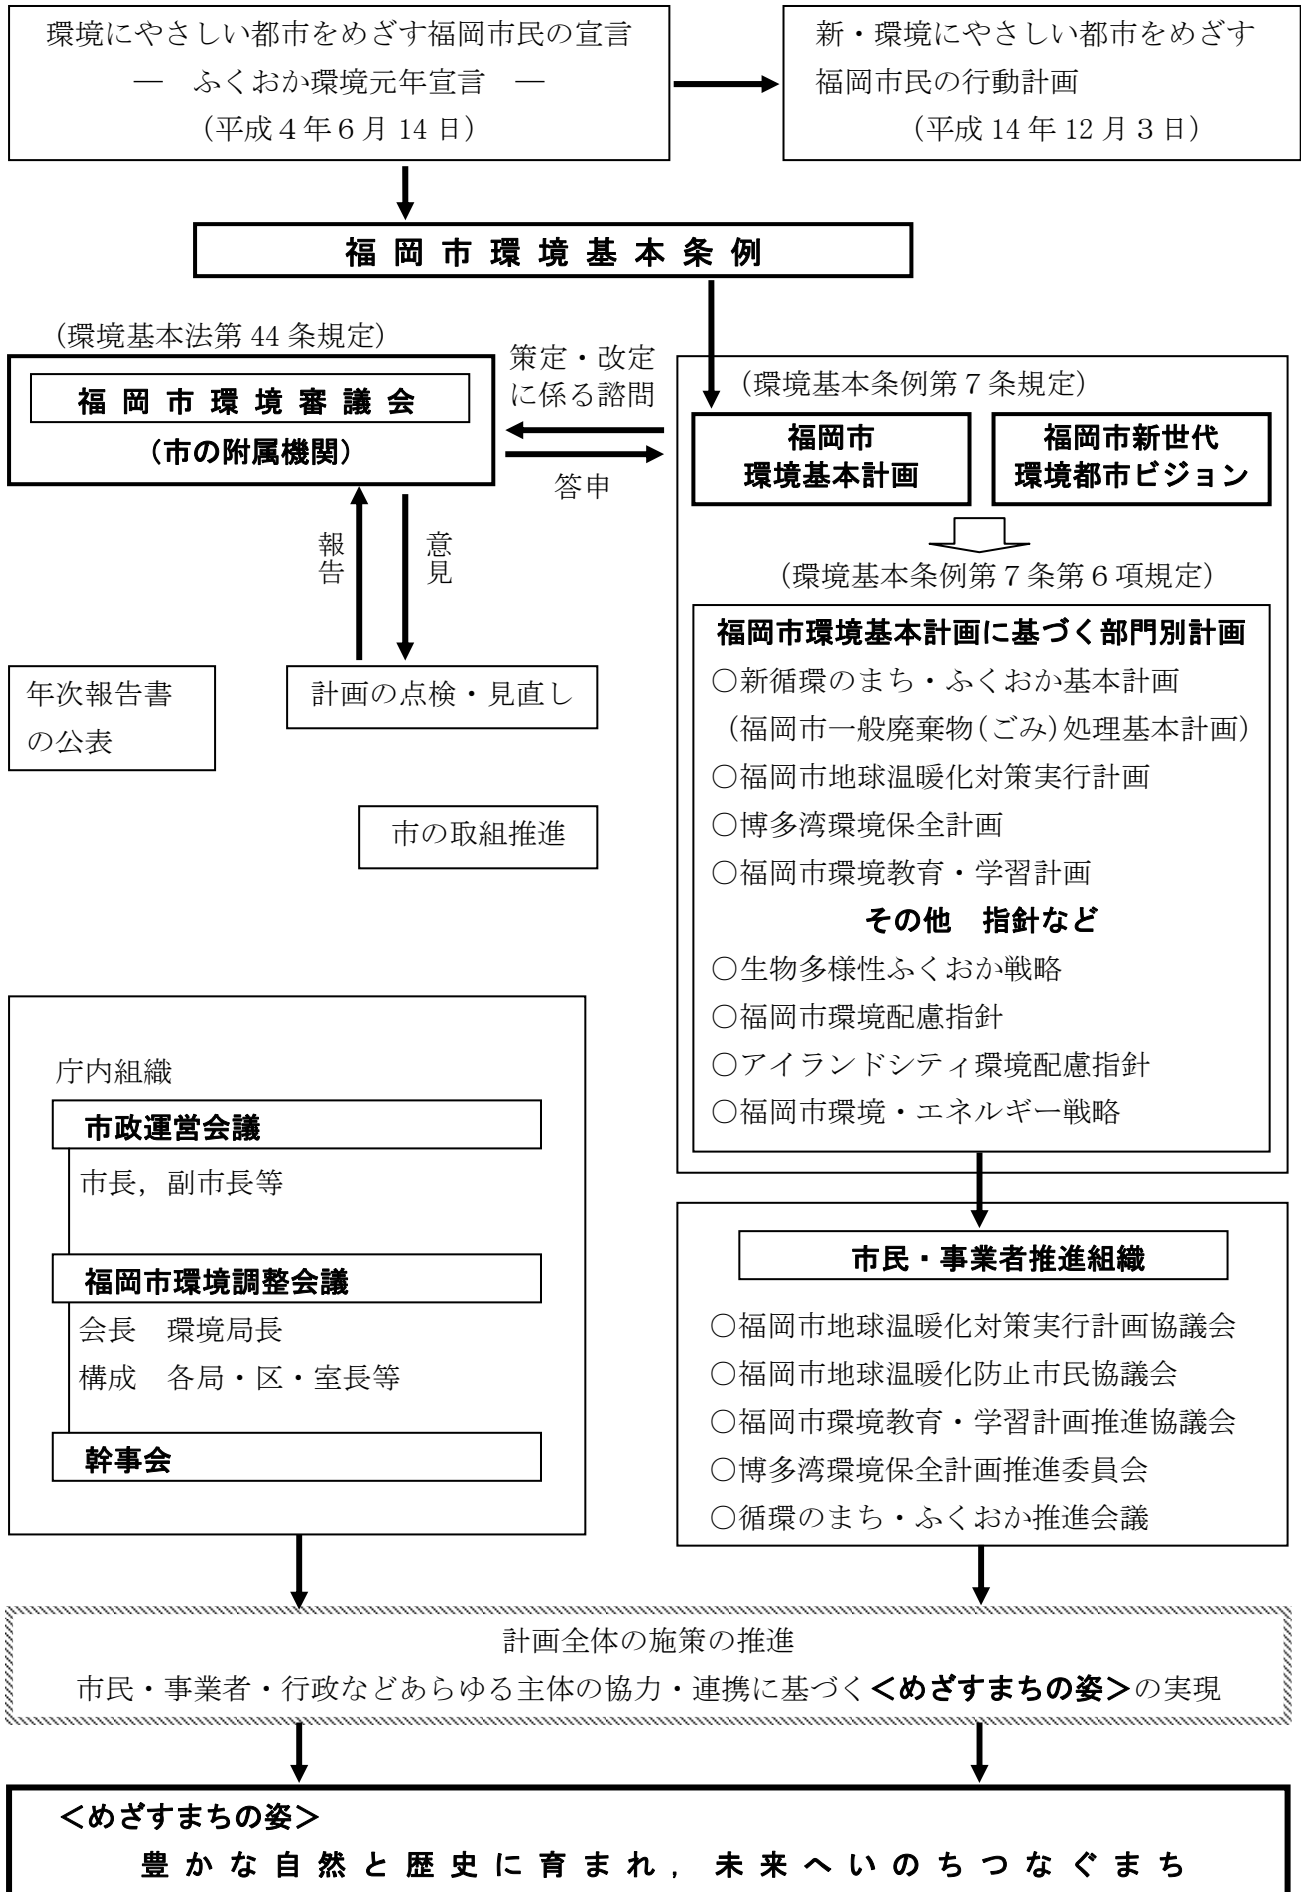 環境にやさしい都市をめざす福岡市民の宣言
― ふくおか環境元年宣言 ―
（平成４年６月 14 日）
新・環境にやさしい都市をめざす
福岡市民の行動計画
（平成 14 年 12 月３日）
福岡市環境基本条例
（環境基本法第 44 条規定）
福岡市環境審議会
（市の附属機関）
策定・改定
に係る諮問
答申
（環境基本条例第７条規定）
福岡市
環境基本計画
福岡市新世代
環境都市ビジョン
報告
意見
（環境基本条例第７条第６項規定）
福岡市環境基本計画に基づく部門別計画
○新循環のまち・ふくおか基本計画
（福岡市一般廃棄物(ごみ)処理基本計画）
○福岡市地球温暖化対策実行計画
○博多湾環境保全計画
○福岡市環境教育・学習計画
その他　指針など
○生物多様性ふくおか戦略
○福岡市環境配慮指針
○アイランドシティ環境配慮指針
○福岡市環境・エネルギー戦略
年次報告書
の公表
計画の点検・見直し
市の取組推進
庁内組織
市政運営会議
市長，副市長等
福岡市環境調整会議
会長　環境局長
構成　各局・区・室長等
幹事会
市民・事業者推進組織
○福岡市地球温暖化対策実行計画協議会
○福岡市地球温暖化防止市民協議会
○福岡市環境教育・学習計画推進協議会
○博多湾環境保全計画推進委員会
○循環のまち・ふくおか推進会議
計画全体の施策の推進
市民・事業者・行政などあらゆる主体の協力・連携に基づく＜めざすまちの姿＞の実現
＜めざすまちの姿＞
豊かな自然と歴史に育まれ，未来へいのちつなぐまち